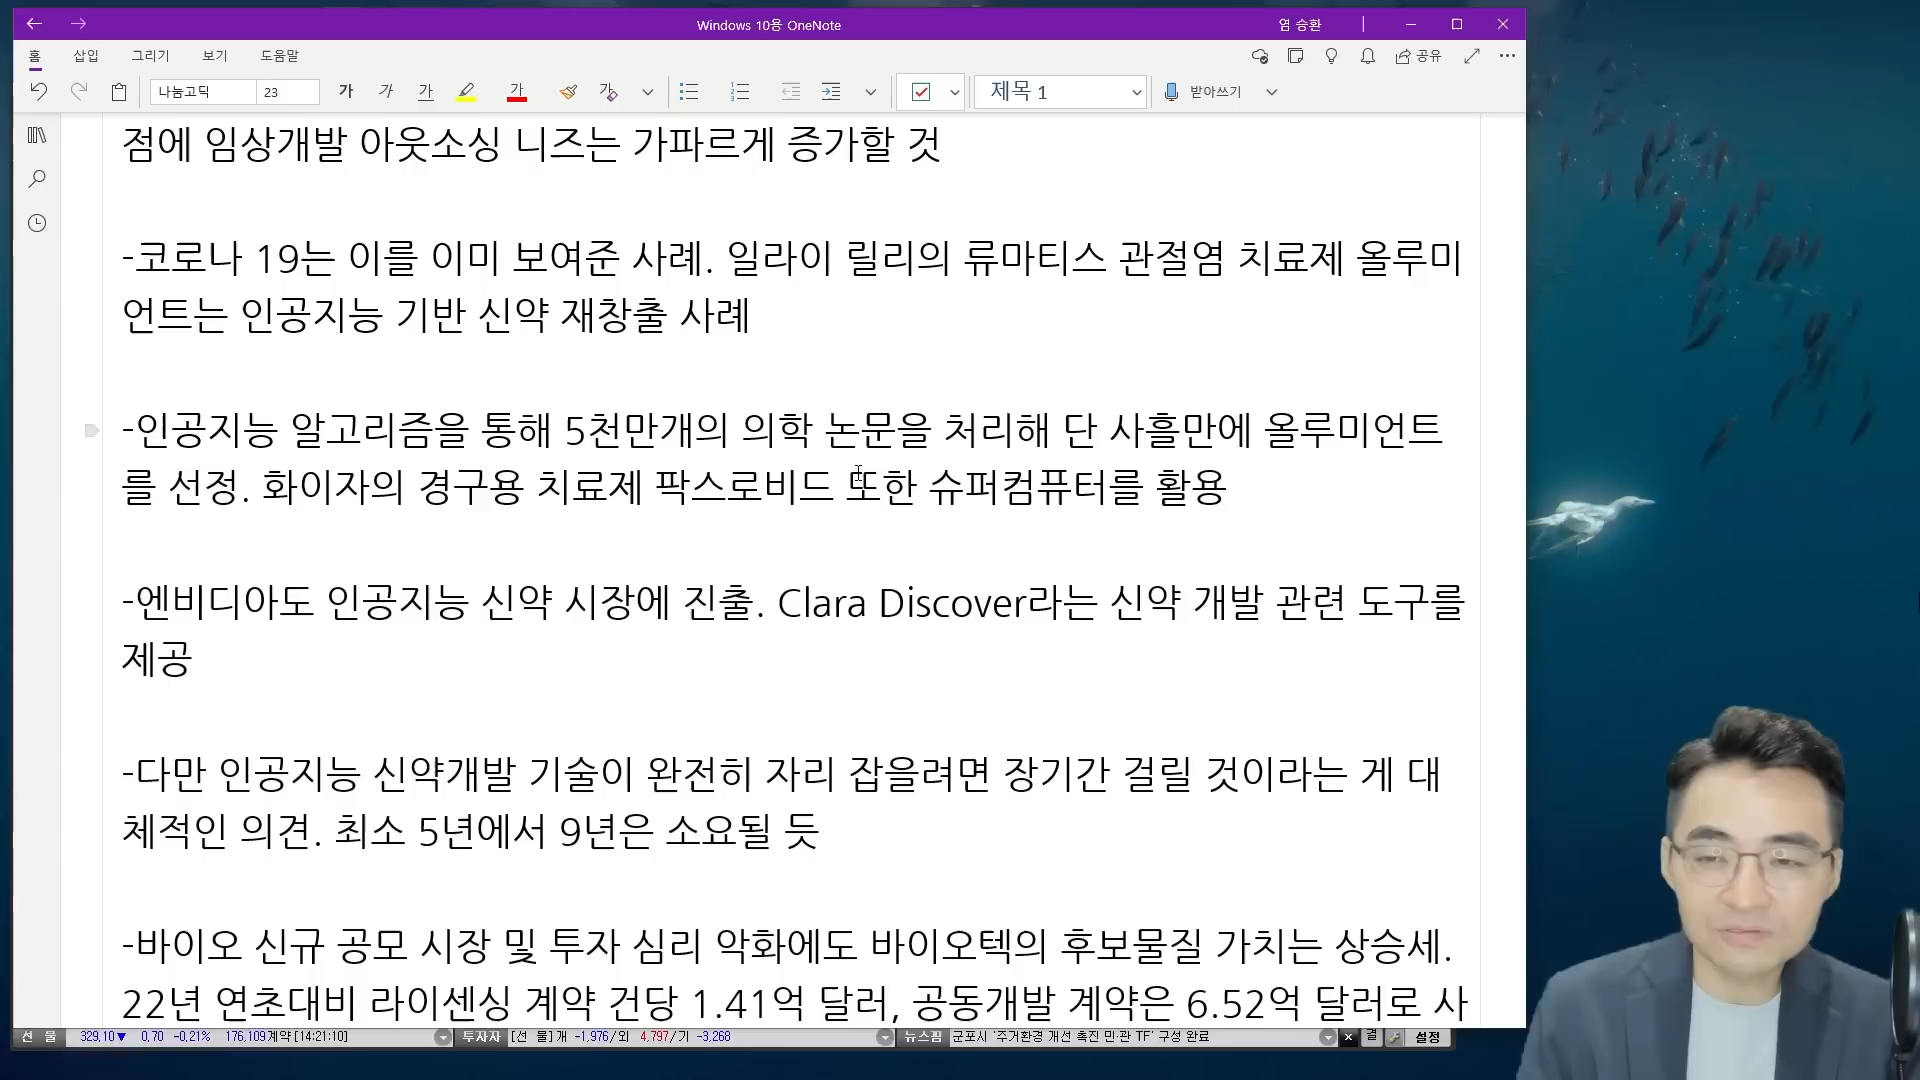 Windows 10용 OneNote
염 승환
홈 삽입 그리기 보기 도움말
공유
나눔고딕 23 가 가 가 가 가 제목 1 받아쓰기
점에 임상개발 아웃소싱 니즈는 가파르게 증가할 것
-코로나 19는 이를 이미 보여준 사례. 일라이 릴리의 류마티스 관절염 치료제 올루미
언트는 인공지능 기반 신약 재창출 사례
-인공지능 알고리즘을 통해 5천만개의 의학 논문을 처리해 단 사흘만에 올루미언트
를 선정. 화이자의 경구용 치료제 팍스로비드 또한 슈퍼컴퓨터를 활용
-엔비디아도 인공지능 신약 시장에 진출. Clara Discover라는 신약 개발 관련 도구를
제공
-다만 인공지능 신약개발 기술이 완전히 자리 잡을려면 장기간 걸릴 것이라는 게 대
체적인 의견. 최소 5년에서 9년은 소요될 듯
-바이오 신규 공모 시장 및 투자 심리 악화에도 바이오텍의 후보물질 가치는 상승세.
22년 연초대비 라이센싱 계약 건당 1.41억 달러, 공동개발 계약은 6.52억 달러로 사
선 물 329,10▼ 0,70 -0,21% 176,109계약[14:21:10] 투자자 [선 물]개 -1,976/외 4,797/기 -3,268 뉴스핌 군포시 '주거환경 개선 촉진 민·관 TF' 구성 완료 결 설정